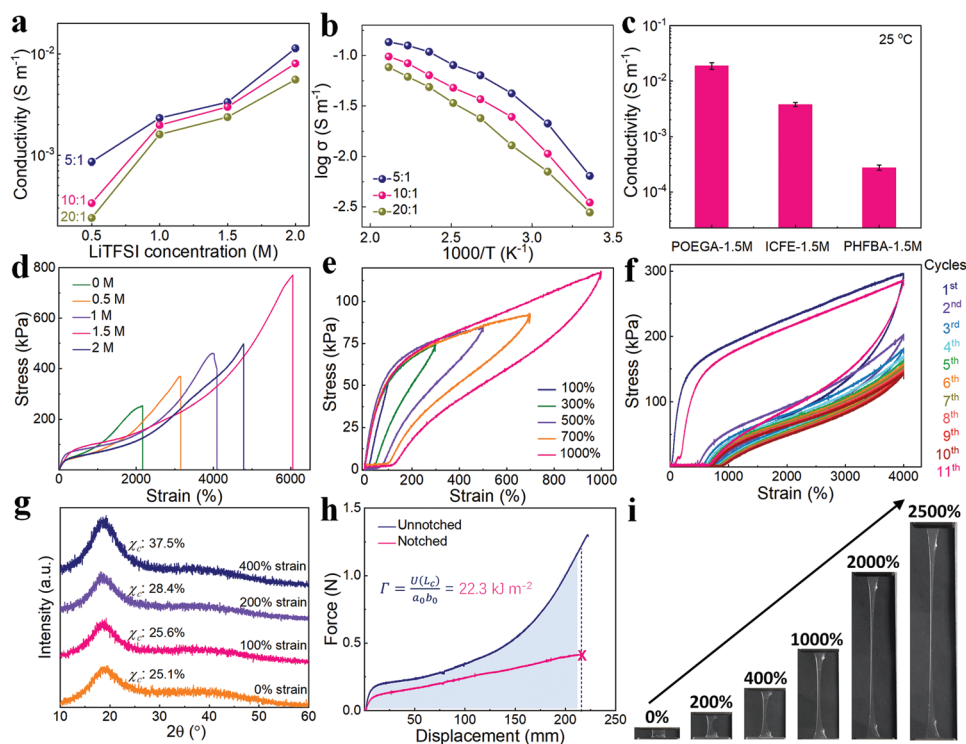 a
Conductivity (S m⁻¹)
10⁻²
10⁻³
5:1
10:1
20:1
0.5
1.0
1.5
2.0
LiTFSI concentration (M)
b
log σ (S m⁻¹)
-1.0
-1.5
-2.0
-2.5
5:1
10:1
20:1
2.0
2.5
3.0
3.5
1000/T (K⁻¹)
c
25 °C
Conductivity (S m⁻¹)
10⁻¹
10⁻²
10⁻³
10⁻⁴
POEGA-1.5M
ICFE-1.5M
PHFBA-1.5M
d
Stress (kPa)
800
600
400
200
0 M
0.5 M
1 M
1.5 M
2 M
0
2000
4000
6000
Strain (%)
e
Stress (kPa)
100
75
50
25
0
100%
300%
500%
700%
1000%
0
200
400
600
800
1000
Strain (%)
f
Stress (kPa)
300
200
100
0
0
1000
2000
3000
4000
Strain (%)
Cycles
1ˢᵗ
2ⁿᵈ
3ʳᵈ
4ᵗʰ
5ᵗʰ
6ᵗʰ
7ᵗʰ
8ᵗʰ
9ᵗʰ
10ᵗʰ
11ᵗʰ
g
Intensity (a.u.)
χc: 37.5%
400% strain
χc: 28.4%
200% strain
χc: 25.6%
100% strain
χc: 25.1%
0% strain
10
20
30
40
50
60
2θ (°)
h
Force (N)
1.5
1.0
0.5
0.0
Unnotched
Notched
Γ = U(Lc)/a₀b₀ = 22.3 kJ m⁻²
0
50
100
150
200
250
Displacement (mm)
i
0%
200%
400%
1000%
2000%
2500%